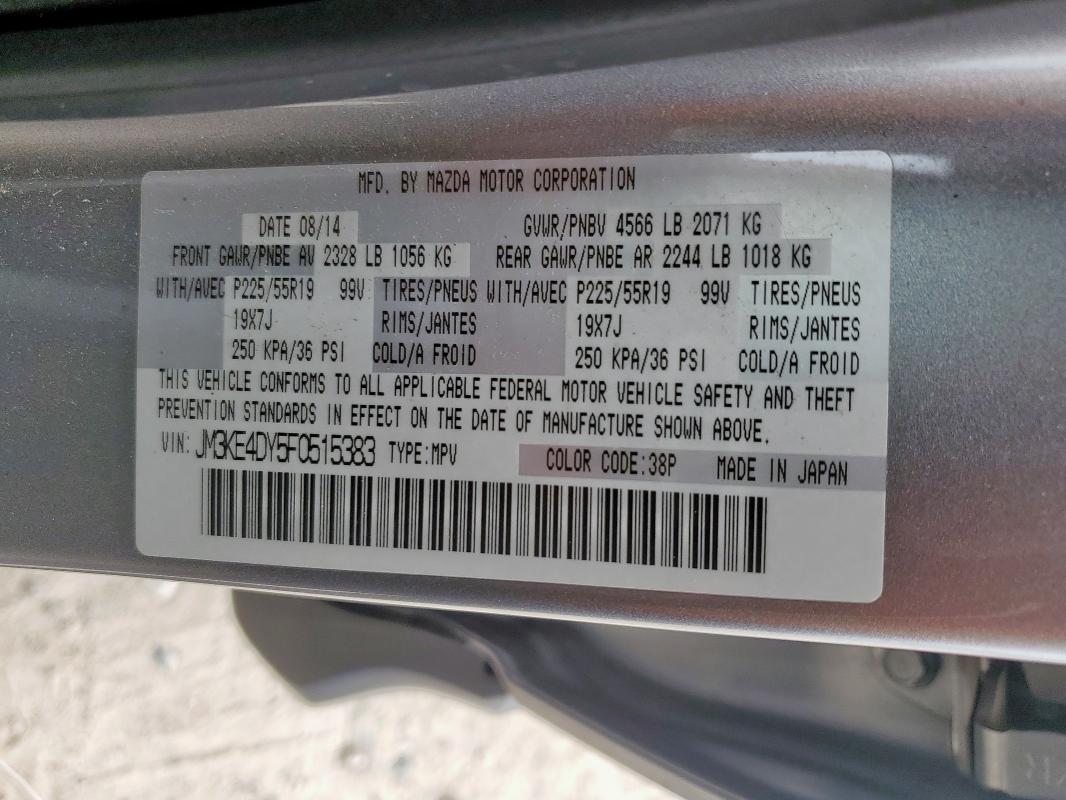 MFD. BY MAZDA MOTOR CORPORATION
DATE 08/14 GVWR/PNBV 4566 LB 2071 KG
FRONT GAWR/PNBE AV 2328 LB 1056 KG REAR GAWR/PNBE AR 2244 LB 1018 KG
WITH/AVEC P225/55R19 99V TIRES/PNEUS WITH/AVEC P225/55R19 99V TIRES/PNEUS
19X7J RIMS/JANTES 19X7J RIMS/JANTES
250 KPA/36 PSI COLD/A FROID 250 KPA/36 PSI COLD/A FROID
THIS VEHICLE CONFORMS TO ALL APPLICABLE FEDERAL MOTOR VEHICLE SAFETY AND THEFT
PREVENTION STANDARDS IN EFFECT ON THE DATE OF MANUFACTURE SHOWN ABOVE.
VIN: JM3KE4DY5F0515383 TYPE:MPV COLOR CODE:38P MADE IN JAPAN